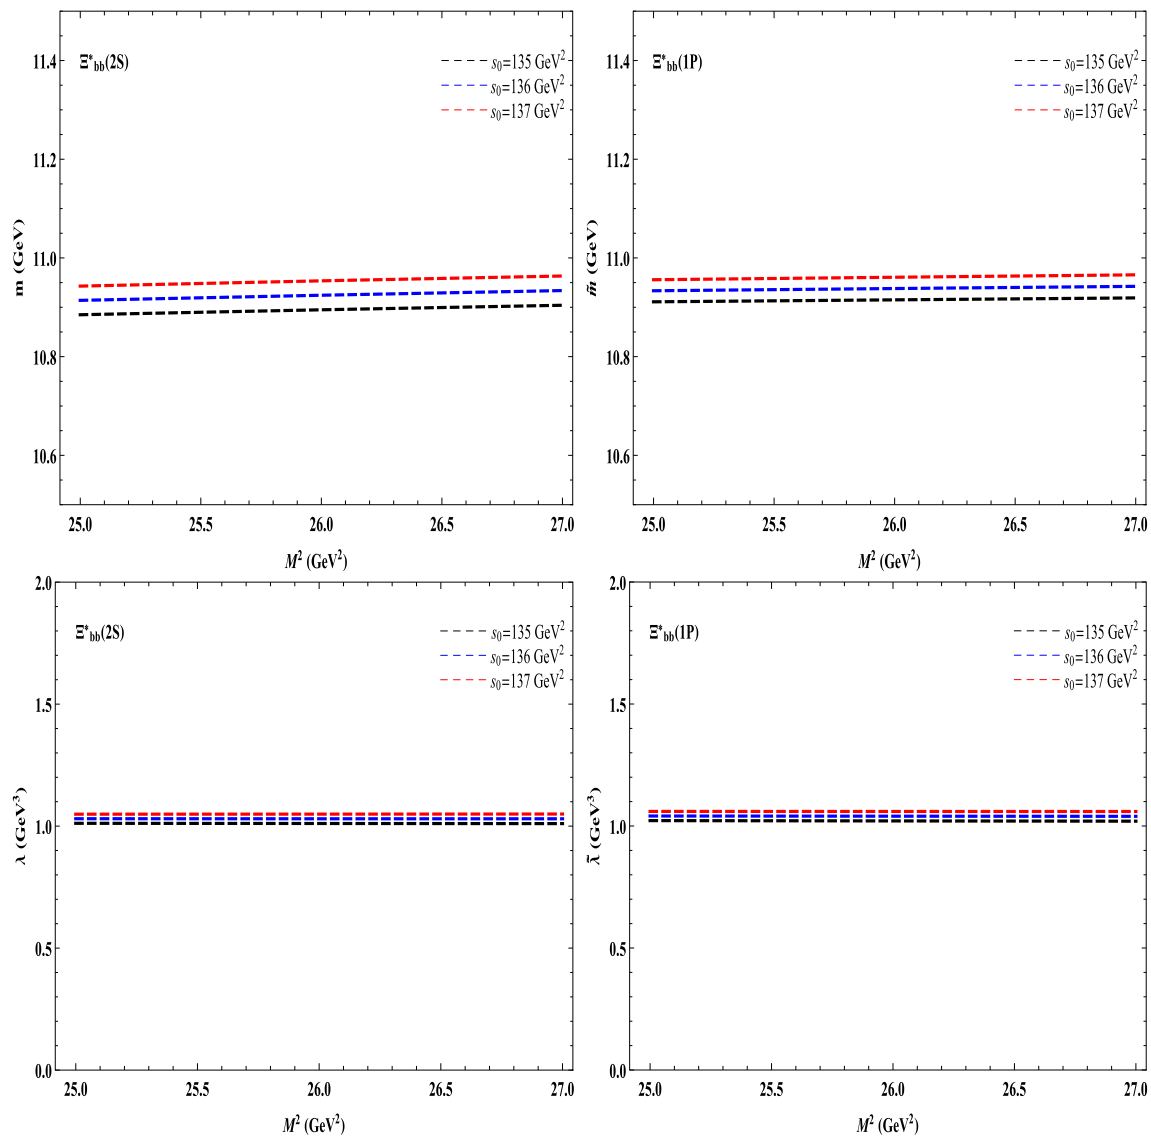 Ξ*bb(2S)
s0=135 GeV2
s0=136 GeV2
s0=137 GeV2
11.4
11.2
11.0
10.8
10.6
m (GeV)
25.0 25.5 26.0 26.5 27.0
M2 (GeV2)
Ξ*bb(1P)
s0=135 GeV2
s0=136 GeV2
s0=137 GeV2
11.4
11.2
11.0
10.8
10.6
m̃ (GeV)
25.0 25.5 26.0 26.5 27.0
M2 (GeV2)
Ξ*bb(2S)
s0=135 GeV2
s0=136 GeV2
s0=137 GeV2
2.0
1.5
1.0
0.5
0.0
λ (GeV3)
25.0 25.5 26.0 26.5 27.0
M2 (GeV2)
Ξ*bb(1P)
s0=135 GeV2
s0=136 GeV2
s0=137 GeV2
2.0
1.5
1.0
0.5
0.0
λ̃ (GeV3)
25.0 25.5 26.0 26.5 27.0
M2 (GeV2)